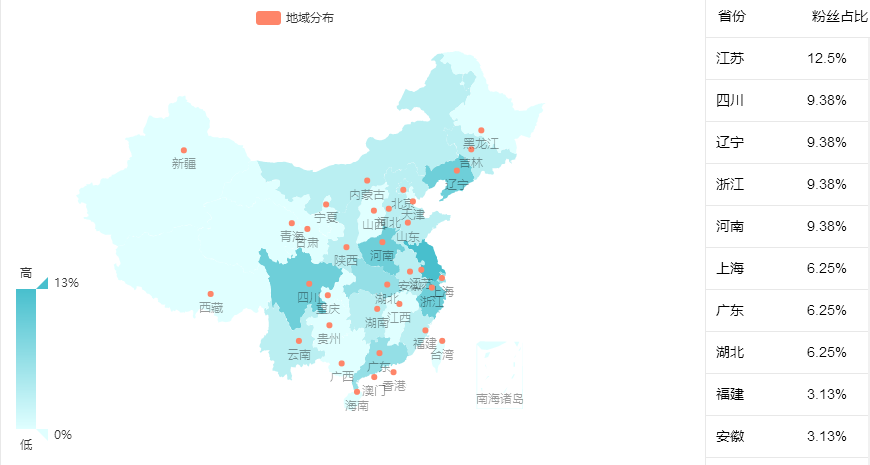 地域分布
黑龙江
吉林
新疆
辽宁
内蒙古
北京
天津
宁夏
山西
河北
青海
甘肃
山东
陕西
河南
高
13%
四川
安徽
江苏
上海
西藏
重庆
湖北
浙江
湖南
江西
贵州
云南
福建
台湾
广东
广西
澳门
香港
海南
南海诸岛
0%
低
省份 粉丝占比
江苏 12.5%
四川 9.38%
辽宁 9.38%
浙江 9.38%
河南 9.38%
上海 6.25%
广东 6.25%
湖北 6.25%
福建 3.13%
安徽 3.13%